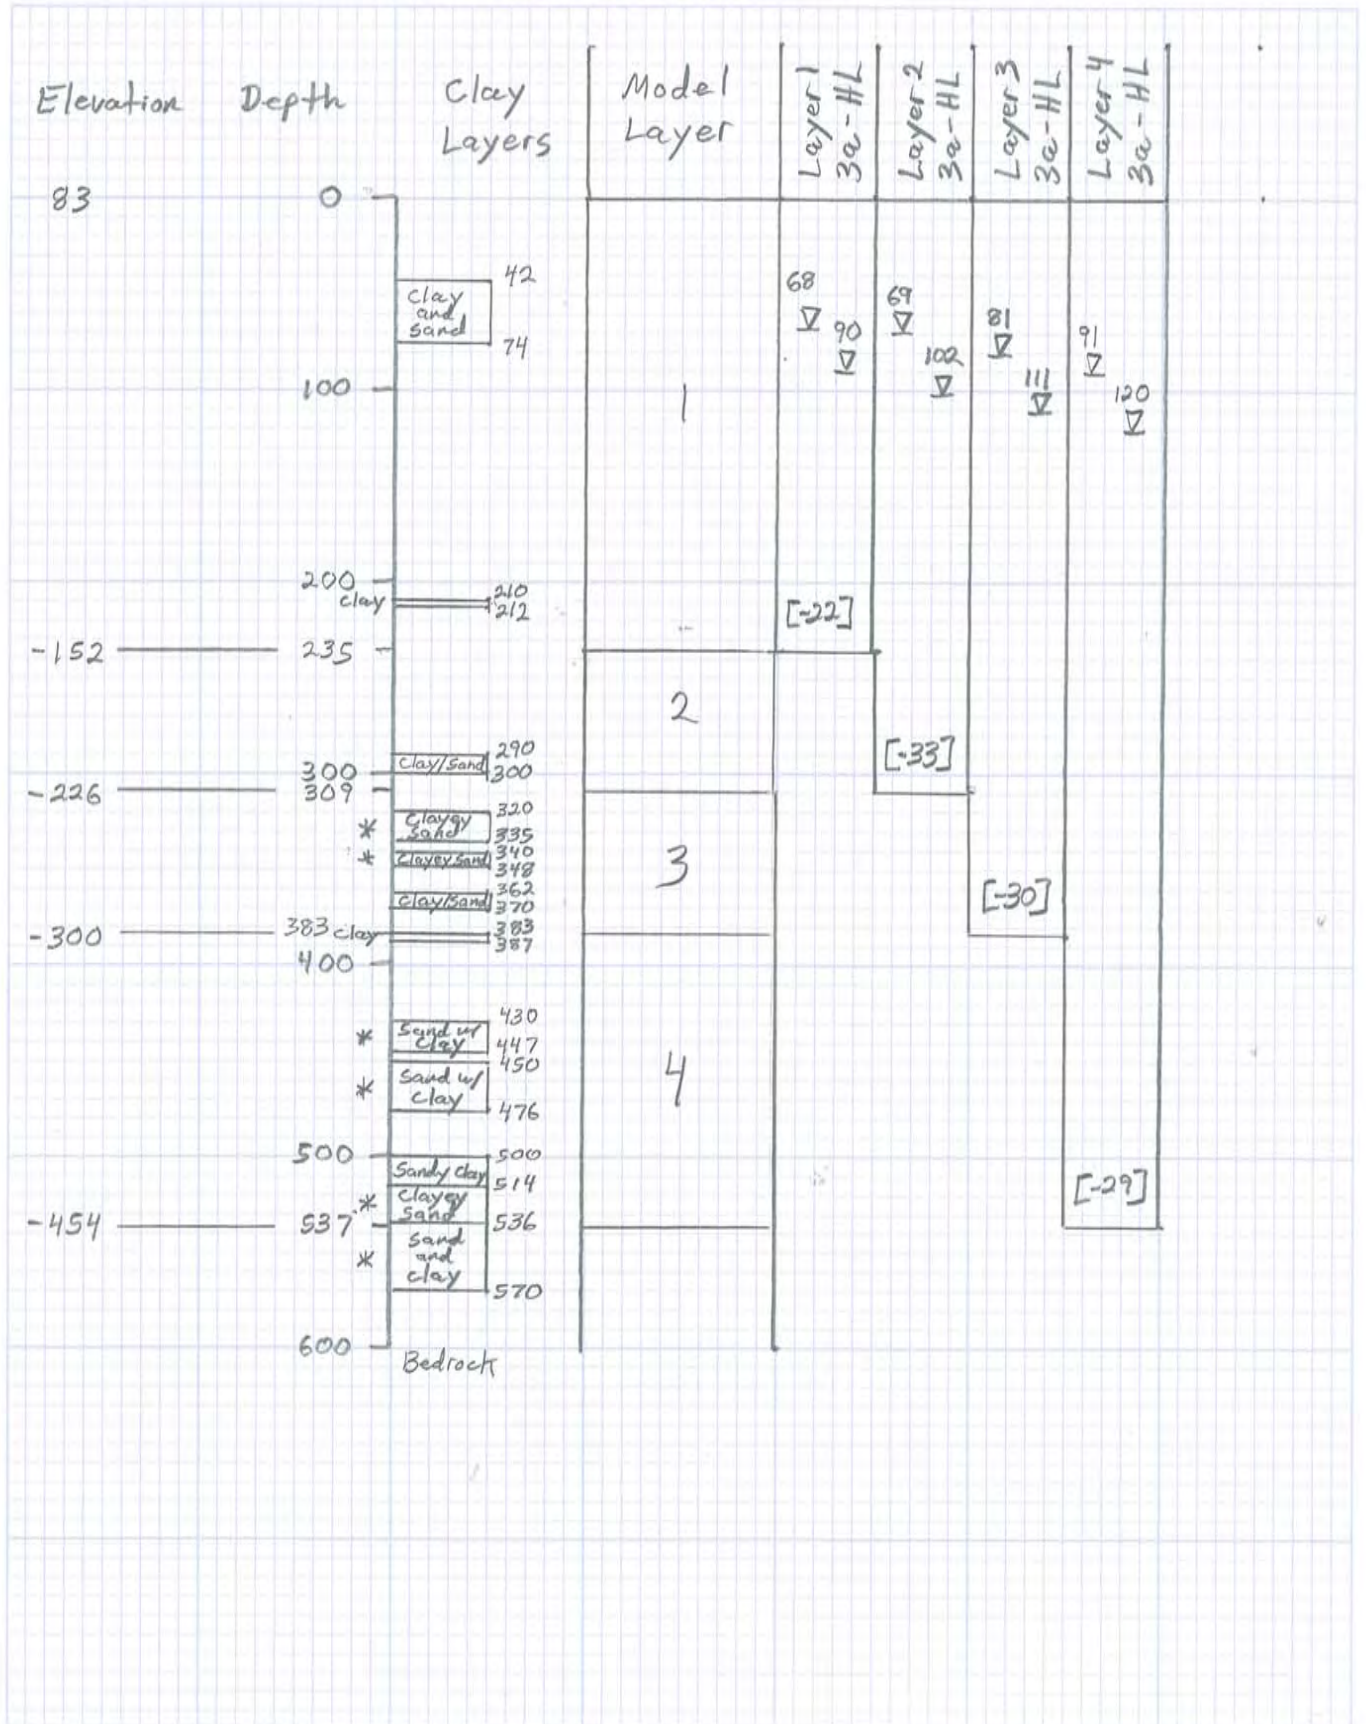 Elevation Depth Clay Layers Model Layer
Layer 1 3a-HL
Layer 2 3a-HL
Layer 3 3a-HL
Layer 4 3a-HL
83 0
42
Clay and sand
74
68
90
69
102
81
111
91
120
100
1
200
clay
210
212
[-22]
-152 235
2
290
Clay/Sand
300
300
[-33]
-226 309
320
* Clayey Sand
335
340
* Clayey Sand
348
3
362
Clay/Sand
370
[-30]
-300 383 clay 383
387
400
430
* Sand w/ Clay
447
450
* Sand w/ clay
476
4
500 500
Sandy Clay
514
* Clayey Sand
[-29]
-454 537 536
* Sand and clay
570
600
Bedrock